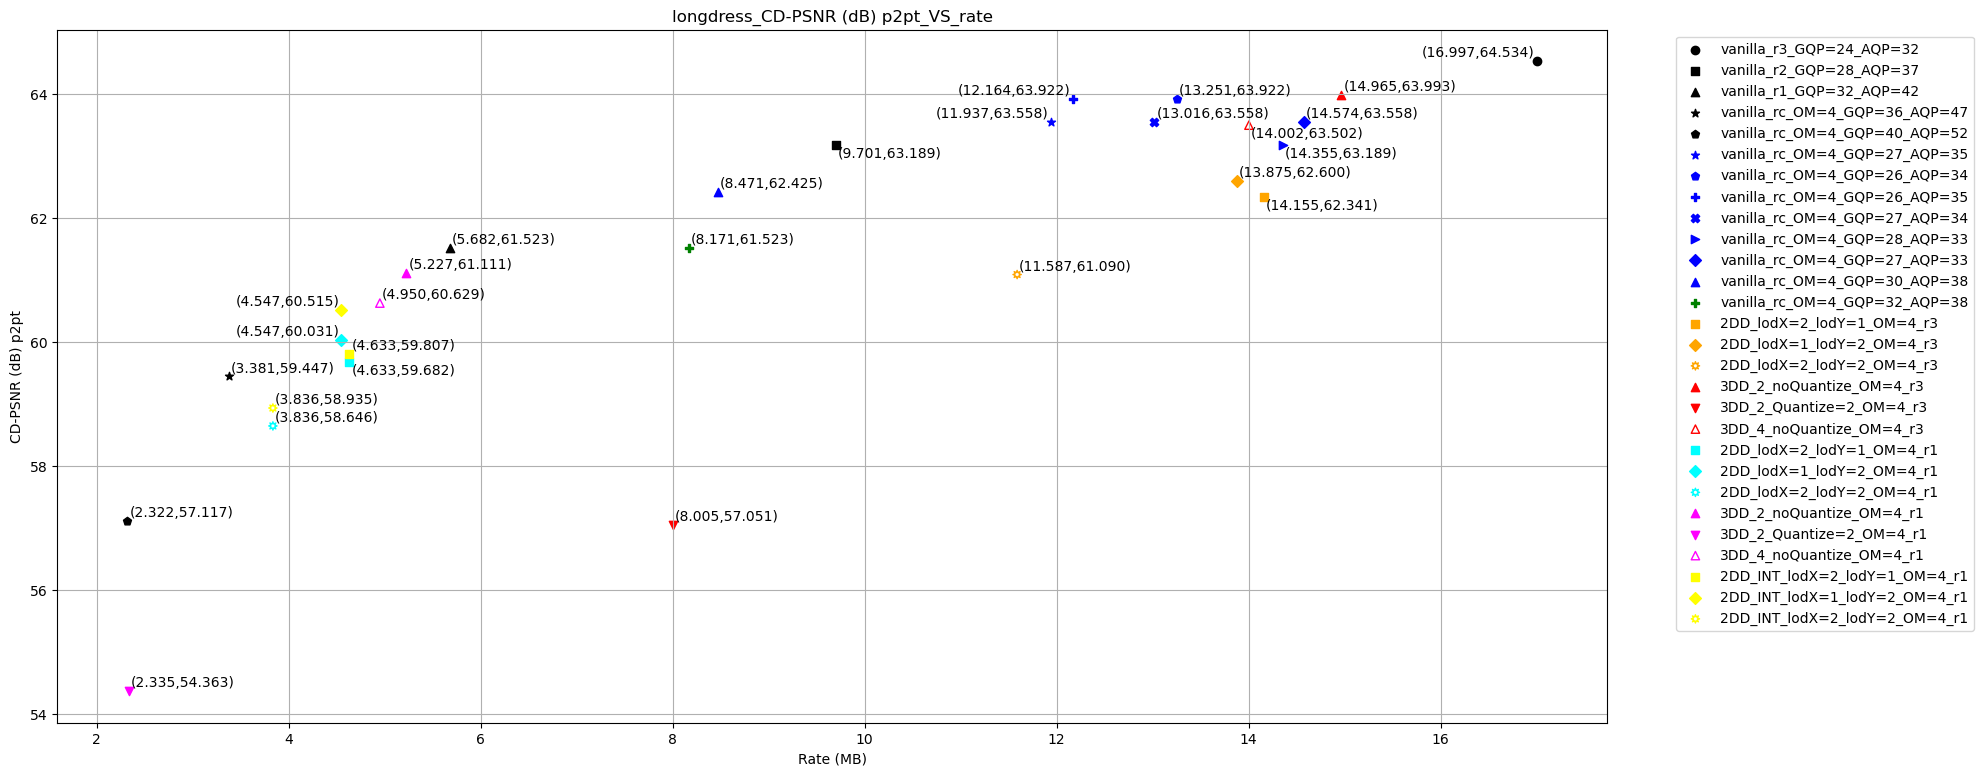 longdress_CD-PSNR (dB) p2pt_VS_rate
(16.997,64.534)
(14.965,63.993)
(12.164,63.922)
(13.251,63.922)
(11.937,63.558)
(13.016,63.558)
(14.574,63.558)
(14.002,63.502)
(9.701,63.189)
(14.355,63.189)
(13.875,62.600)
(8.471,62.425)
(14.155,62.341)
(5.682,61.523)
(8.171,61.523)
(5.227,61.111)
(11.587,61.090)
(4.950,60.629)
(4.547,60.515)
(4.547,60.031)
(4.633,59.807)
(4.633,59.682)
(3.381,59.447)
(3.836,58.935)
(3.836,58.646)
(2.322,57.117)
(8.005,57.051)
(2.335,54.363)
CD-PSNR (dB) p2pt
64
62
60
58
56
54
2
4
6
8
10
12
14
16
Rate (MB)
vanilla_r3_GQP=24_AQP=32
vanilla_r2_GQP=28_AQP=37
vanilla_r1_GQP=32_AQP=42
vanilla_rc_OM=4_GQP=36_AQP=47
vanilla_rc_OM=4_GQP=40_AQP=52
vanilla_rc_OM=4_GQP=27_AQP=35
vanilla_rc_OM=4_GQP=26_AQP=34
vanilla_rc_OM=4_GQP=26_AQP=35
vanilla_rc_OM=4_GQP=27_AQP=34
vanilla_rc_OM=4_GQP=28_AQP=33
vanilla_rc_OM=4_GQP=27_AQP=33
vanilla_rc_OM=4_GQP=30_AQP=38
vanilla_rc_OM=4_GQP=32_AQP=38
2DD_lodX=2_lodY=1_OM=4_r3
2DD_lodX=1_lodY=2_OM=4_r3
2DD_lodX=2_lodY=2_OM=4_r3
3DD_2_noQuantize_OM=4_r3
3DD_2_Quantize=2_OM=4_r3
3DD_4_noQuantize_OM=4_r3
2DD_lodX=2_lodY=1_OM=4_r1
2DD_lodX=1_lodY=2_OM=4_r1
2DD_lodX=2_lodY=2_OM=4_r1
3DD_2_noQuantize_OM=4_r1
3DD_2_Quantize=2_OM=4_r1
3DD_4_noQuantize_OM=4_r1
2DD_INT_lodX=2_lodY=1_OM=4_r1
2DD_INT_lodX=1_lodY=2_OM=4_r1
2DD_INT_lodX=2_lodY=2_OM=4_r1